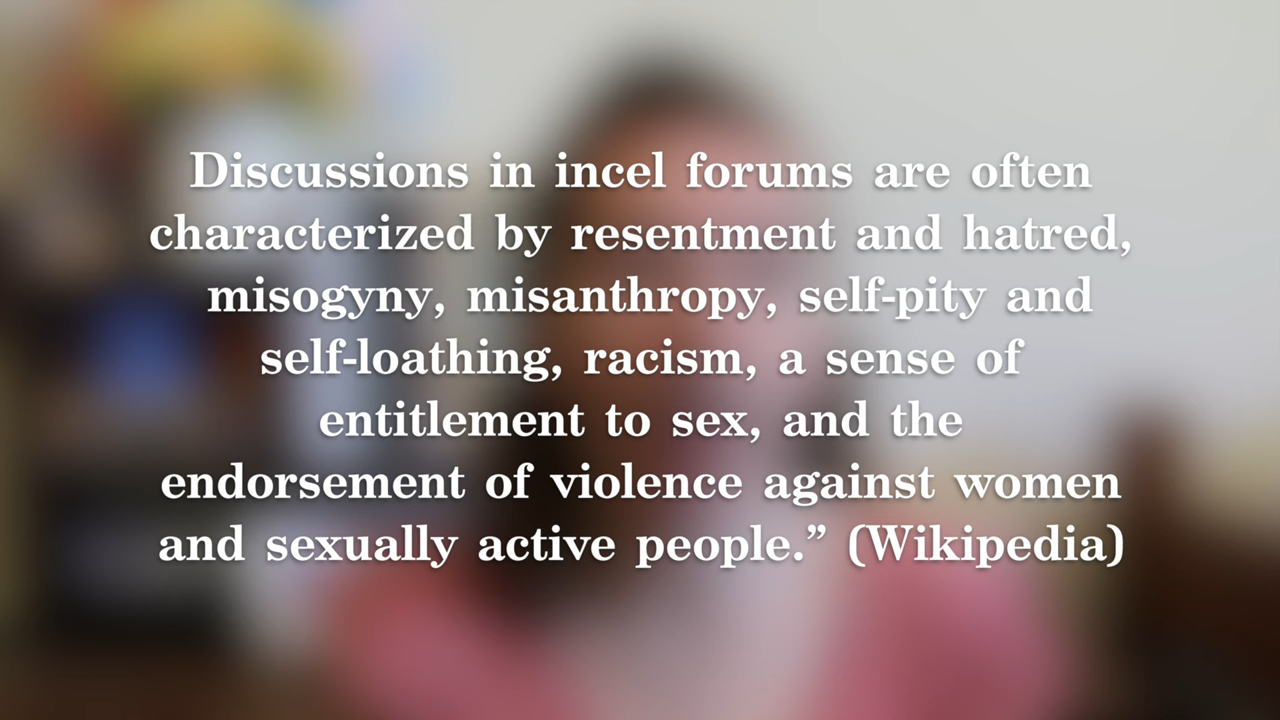 Discussions in incel forums are often
characterized by resentment and hatred,
misogyny, misanthropy, self-pity and
self-loathing, racism, a sense of
entitlement to sex, and the
endorsement of violence against women
and sexually active people.” (Wikipedia)